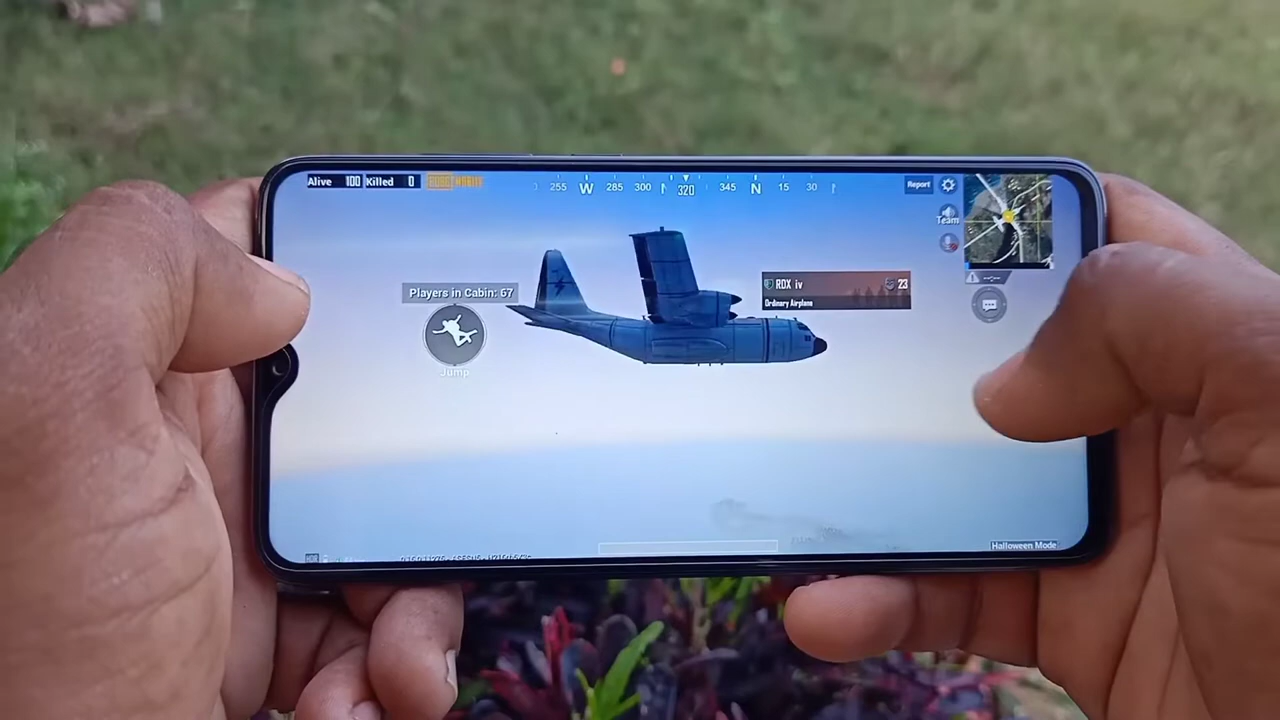 Alive 100 Killed 0
255 W 285 300 320 345 N 15 30
Report
Team
Players in Cabin: 67
Jump
RDX iv 23
Ordinary Airplane
Halloween Mode